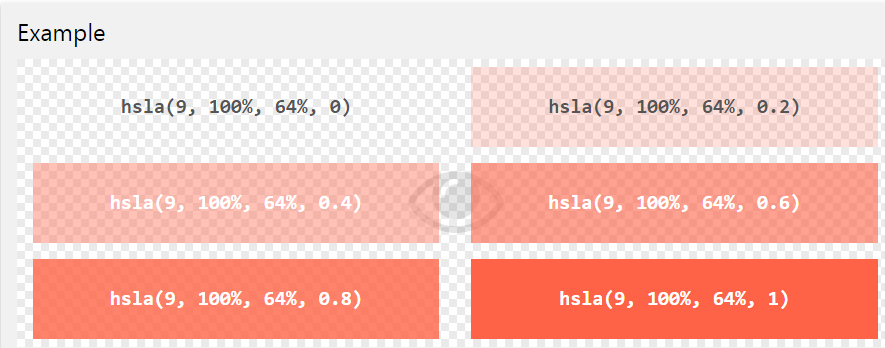 Example
hsla(9, 100%, 64%, 0)
hsla(9, 100%, 64%, 0.2)
hsla(9, 100%, 64%, 0.4)
hsla(9, 100%, 64%, 0.6)
hsla(9, 100%, 64%, 0.8)
hsla(9, 100%, 64%, 1)